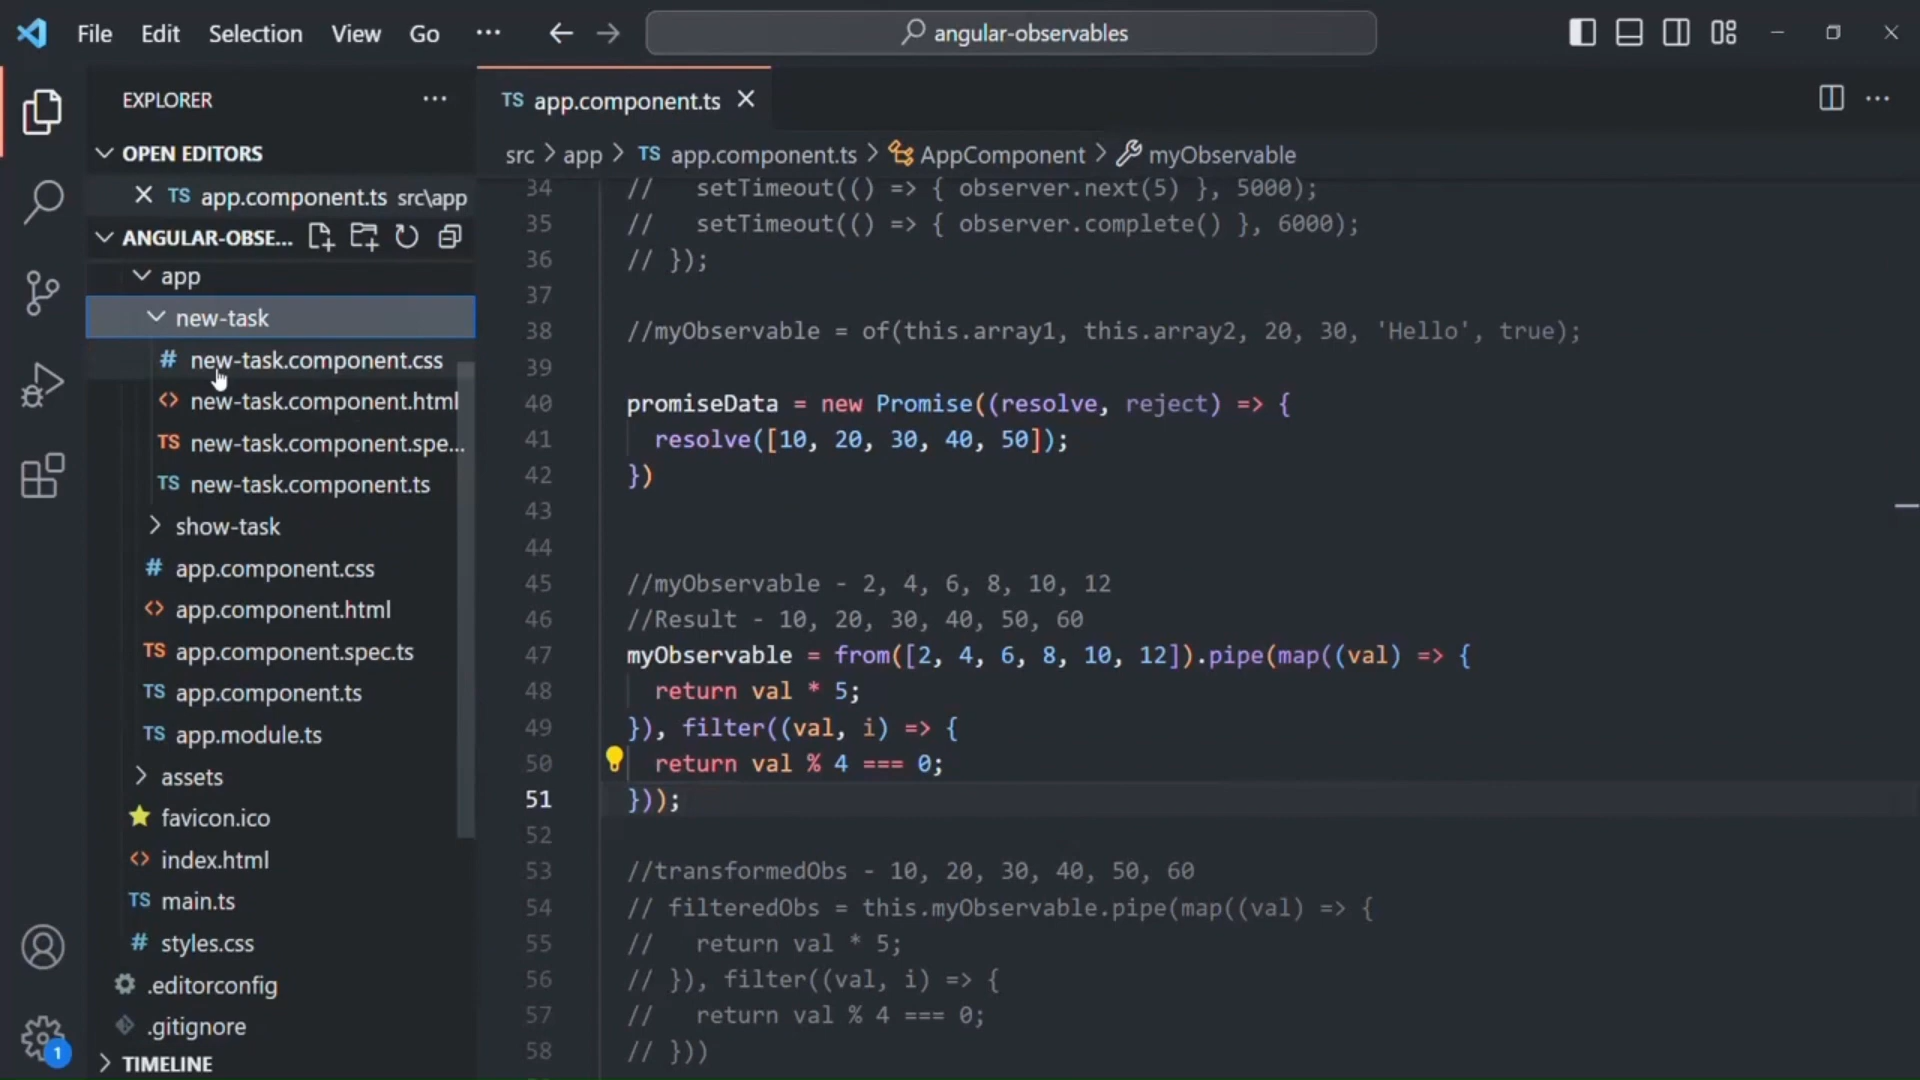 File Edit Selection View Go ··· angular-observables
EXPLORER ···
OPEN EDITORS
TS app.component.ts src\app
ANGULAR-OBSE...
app
new-task
# new-task.component.css
<> new-task.component.html
TS new-task.component.spe...
TS new-task.component.ts
show-task
# app.component.css
<> app.component.html
TS app.component.spec.ts
TS app.component.ts
TS app.module.ts
assets
favicon.ico
<> index.html
TS main.ts
# styles.css
.editorconfig
.gitignore
TIMELINE
1
TS app.component.ts
src > app > TS app.component.ts > AppComponent > myObservable
34 //   setTimeout(() => { observer.next(5) }, 5000);
35 //   setTimeout(() => { observer.complete() }, 6000);
36 // });
37
38 //myObservable = of(this.array1, this.array2, 20, 30, 'Hello', true);
39
40 promiseData = new Promise((resolve, reject) => {
41   resolve([10, 20, 30, 40, 50]);
42 })
43
44
45 //myObservable - 2, 4, 6, 8, 10, 12
46 //Result - 10, 20, 30, 40, 50, 60
47 myObservable = from([2, 4, 6, 8, 10, 12]).pipe(map((val) => {
48   return val * 5;
49 }), filter((val, i) => {
50   return val % 4 === 0;
51 }));
52
53 //transformedObs - 10, 20, 30, 40, 50, 60
54 // filteredObs = this.myObservable.pipe(map((val) => {
55 //   return val * 5;
56 // }), filter((val, i) => {
57 //   return val % 4 === 0;
58 // }))